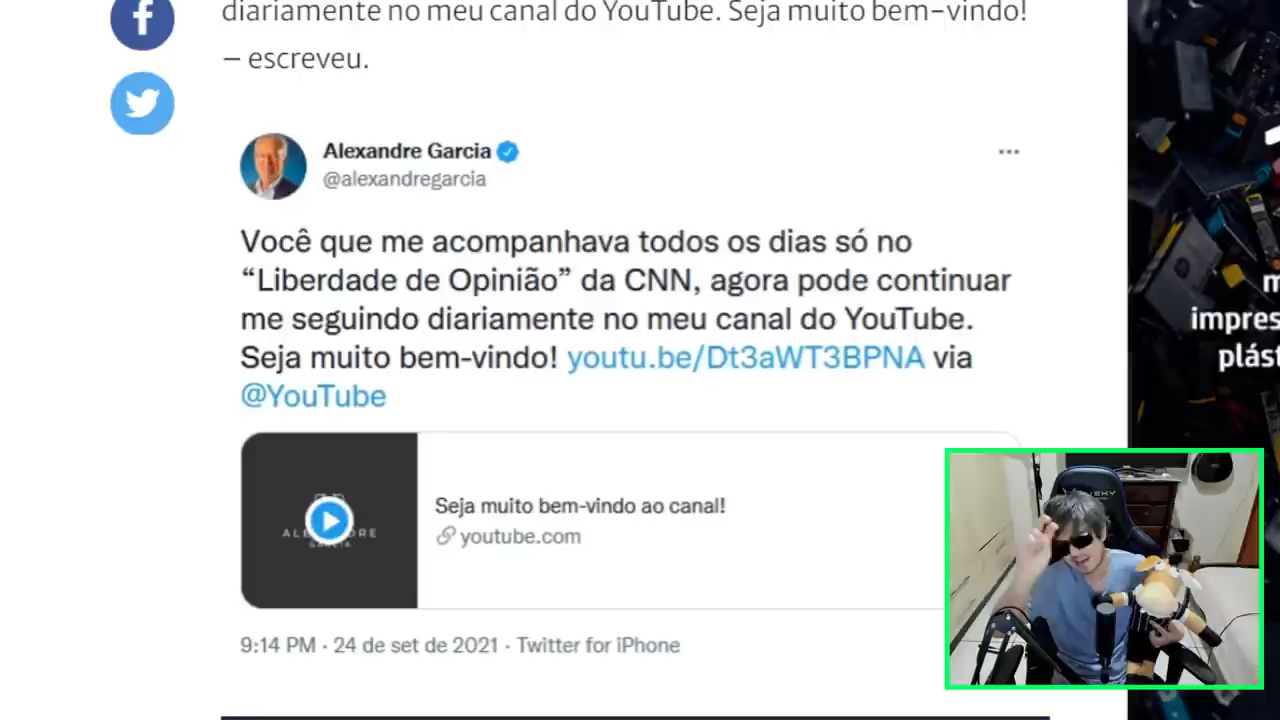 diariamente no meu canal do YouTube. Seja muito bem-vindo!
– escreveu.
Alexandre Garcia
@alexandregarcia
Você que me acompanhava todos os dias só no
“Liberdade de Opinião” da CNN, agora pode continuar
me seguindo diariamente no meu canal do YouTube.
Seja muito bem-vindo! youtu.be/Dt3aWT3BPNA via
@YouTube
Seja muito bem-vindo ao canal!
youtube.com
9:14 PM · 24 de set de 2021 · Twitter for iPhone